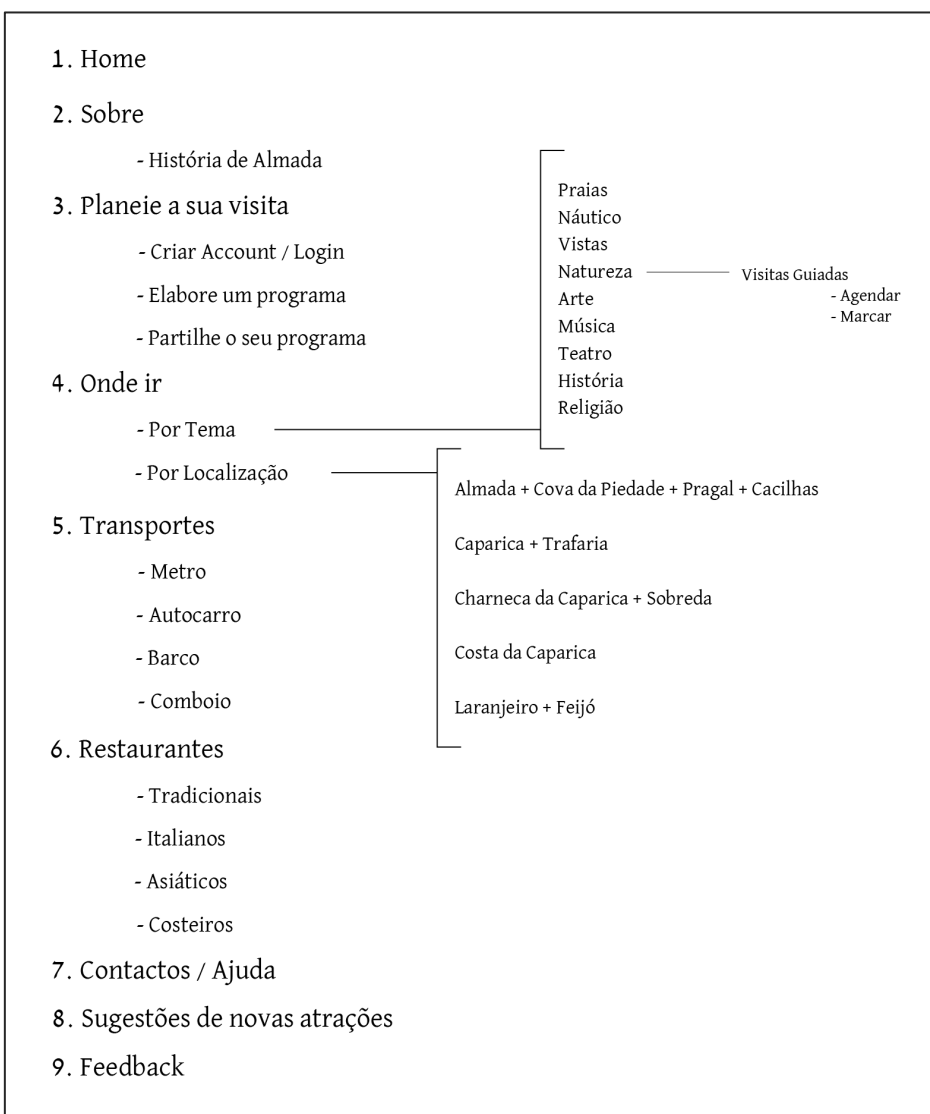 1. Home
2. Sobre
- História de Almada
3. Planeie a sua visita
- Criar Account / Login
- Elabore um programa
- Partilhe o seu programa
4. Onde ir
- Por Tema
Praias
Náutico
Vistas
Natureza
Visitas Guiadas
- Agendar
- Marcar
Arte
Música
Teatro
História
Religião
- Por Localização
Almada + Cova da Piedade + Pragal + Cacilhas
Caparica + Trafaria
Charneca da Caparica + Sobreda
Costa da Caparica
Laranjeiro + Feijó
5. Transportes
- Metro
- Autocarro
- Barco
- Comboio
6. Restaurantes
- Tradicionais
- Italianos
- Asiáticos
- Costeiros
7. Contactos / Ajuda
8. Sugestões de novas atrações
9. Feedback